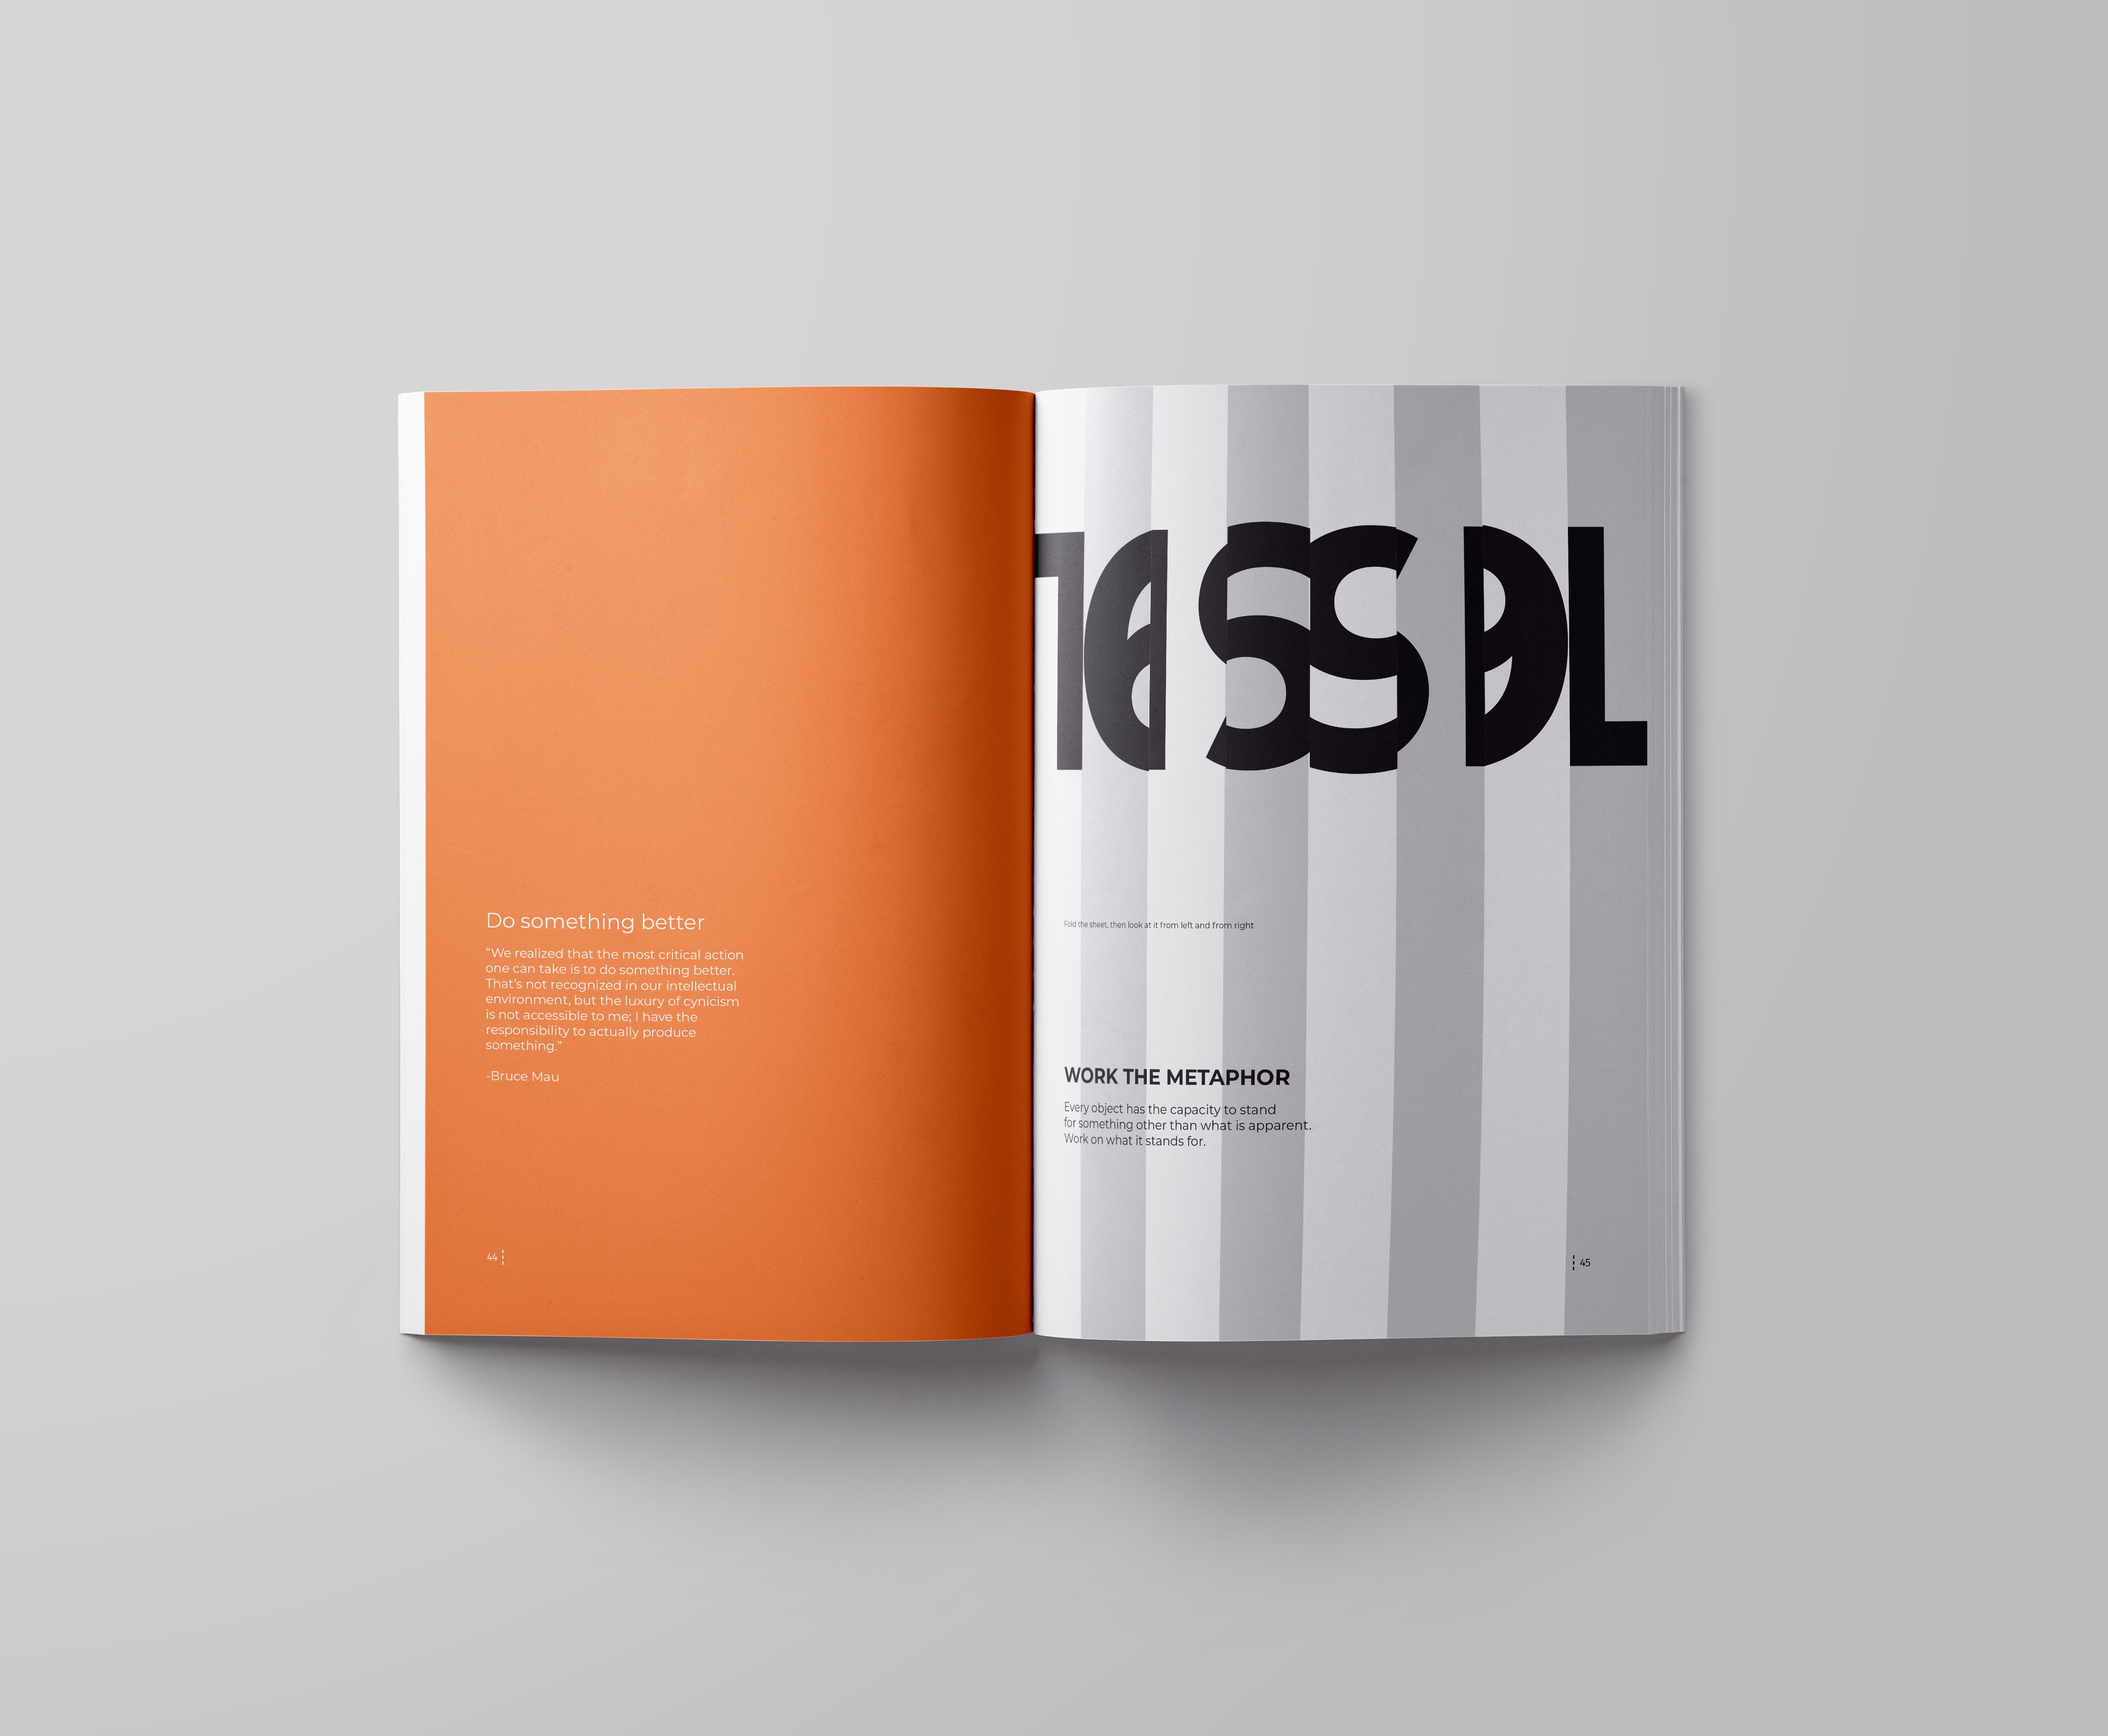 Do something better
“We realized that the most critical action
one can take is to do something better.
That’s not recognized in our intellectual
environment, but the luxury of cynicism
is not accessible to me; I have the
responsibility to actually produce
something.”
-Bruce Mau
44
Fold the sheet, then look at it from left and from right
WORK THE METAPHOR
Every object has the capacity to stand
for something other than what is apparent.
Work on what it stands for.
45